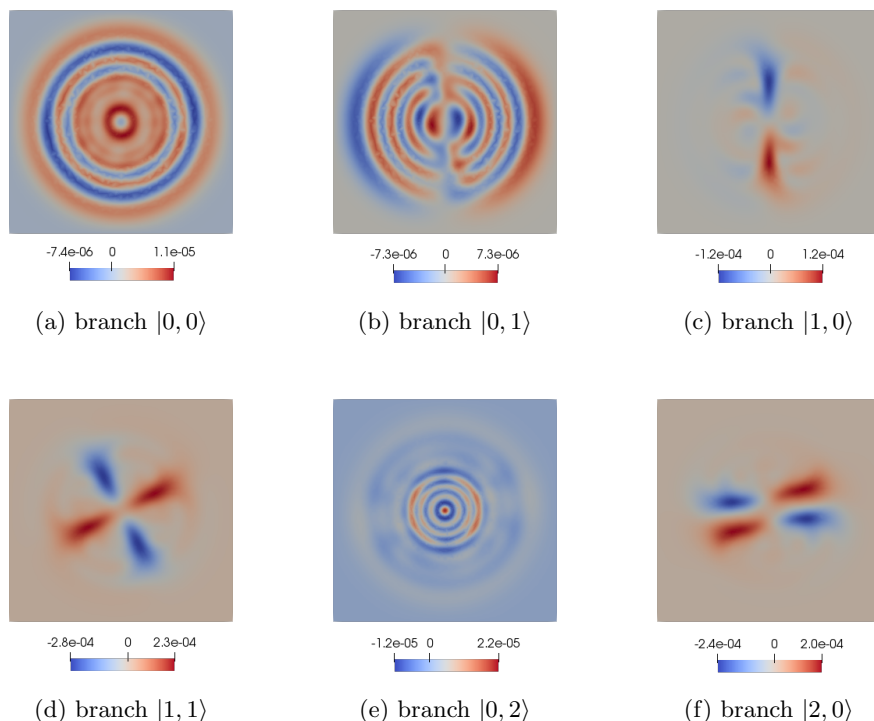 -7.4e-06 0 1.1e-05
-7.3e-06 0 7.3e-06
-1.2e-04 0 1.2e-04
(a) branch |0, 0⟩
(b) branch |0, 1⟩
(c) branch |1, 0⟩
-2.8e-04 0 2.3e-04
-1.2e-05 0 2.2e-05
-2.4e-04 0 2.0e-04
(d) branch |1, 1⟩
(e) branch |0, 2⟩
(f) branch |2, 0⟩